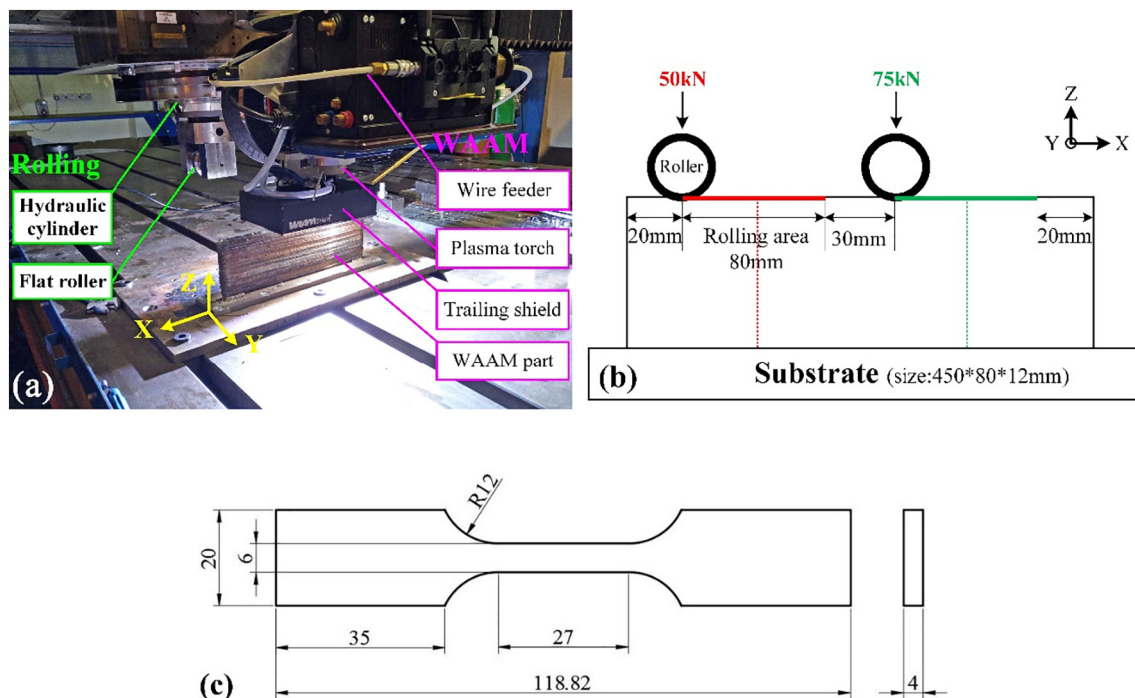 Rolling
Hydraulic
cylinder
Flat roller
WAAM
Wire feeder
Plasma torch
Trailing shield
WAAM part
Z
X
Y
(a)
50kN
75kN
Z
Y
X
Roller
20mm
Rolling area
80mm
30mm
20mm
(b)
Substrate (size:450*80*12mm)
R12
20
6
35
27
118.82
4
(c)